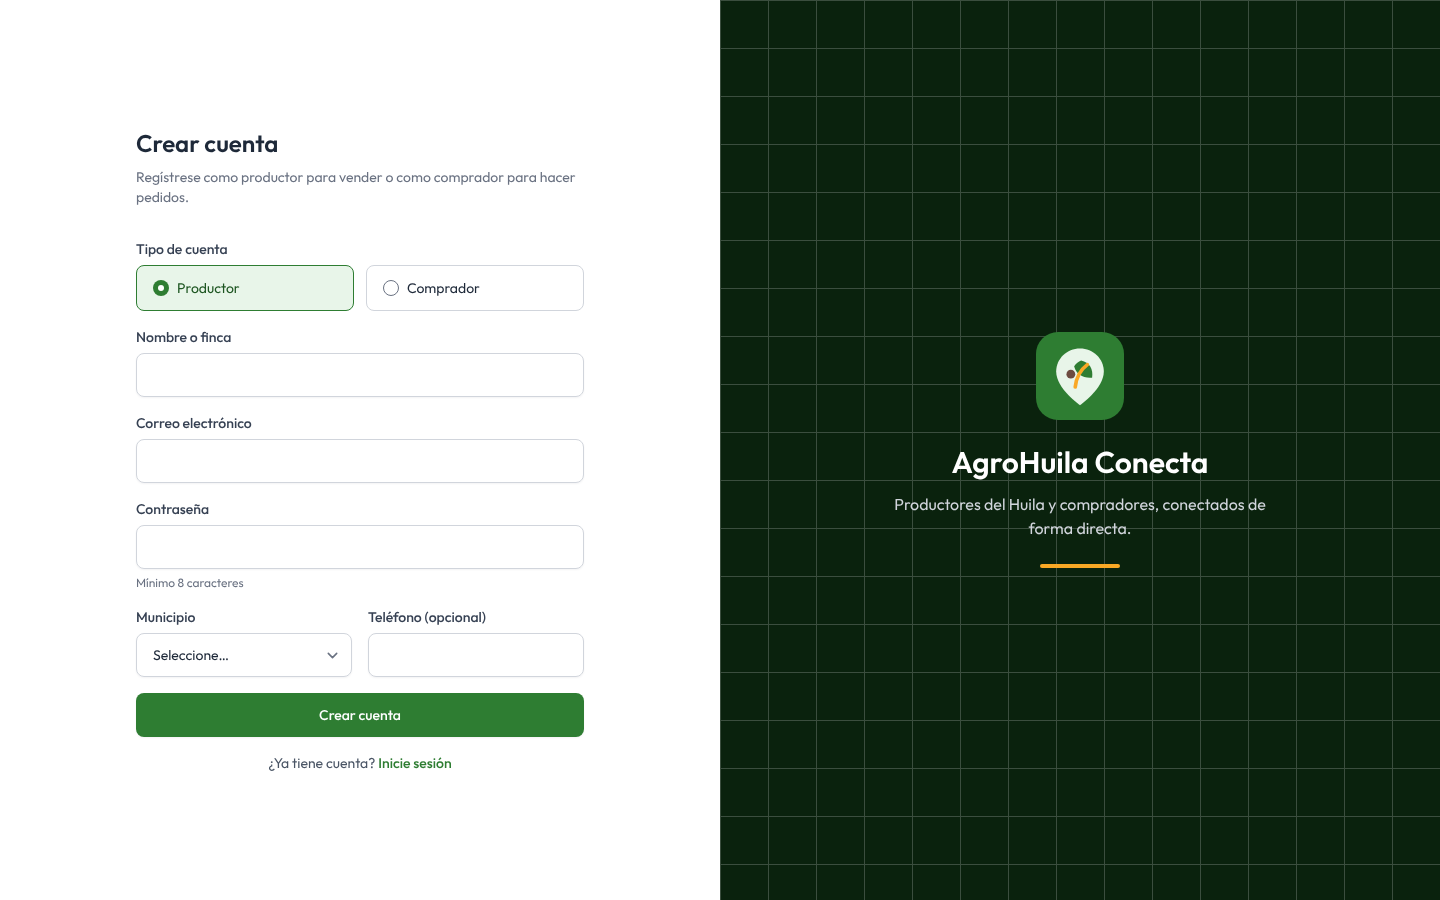 Crear cuenta
Regístrese como productor para vender o como comprador para hacer
pedidos.
Tipo de cuenta
Productor
Comprador
Nombre o finca
Correo electrónico
Contraseña
Mínimo 8 caracteres
Municipio
Teléfono (opcional)
Seleccione...
Crear cuenta
¿Ya tiene cuenta? Inicie sesión
AgroHuila Conecta
Productores del Huila y compradores, conectados de
forma directa.